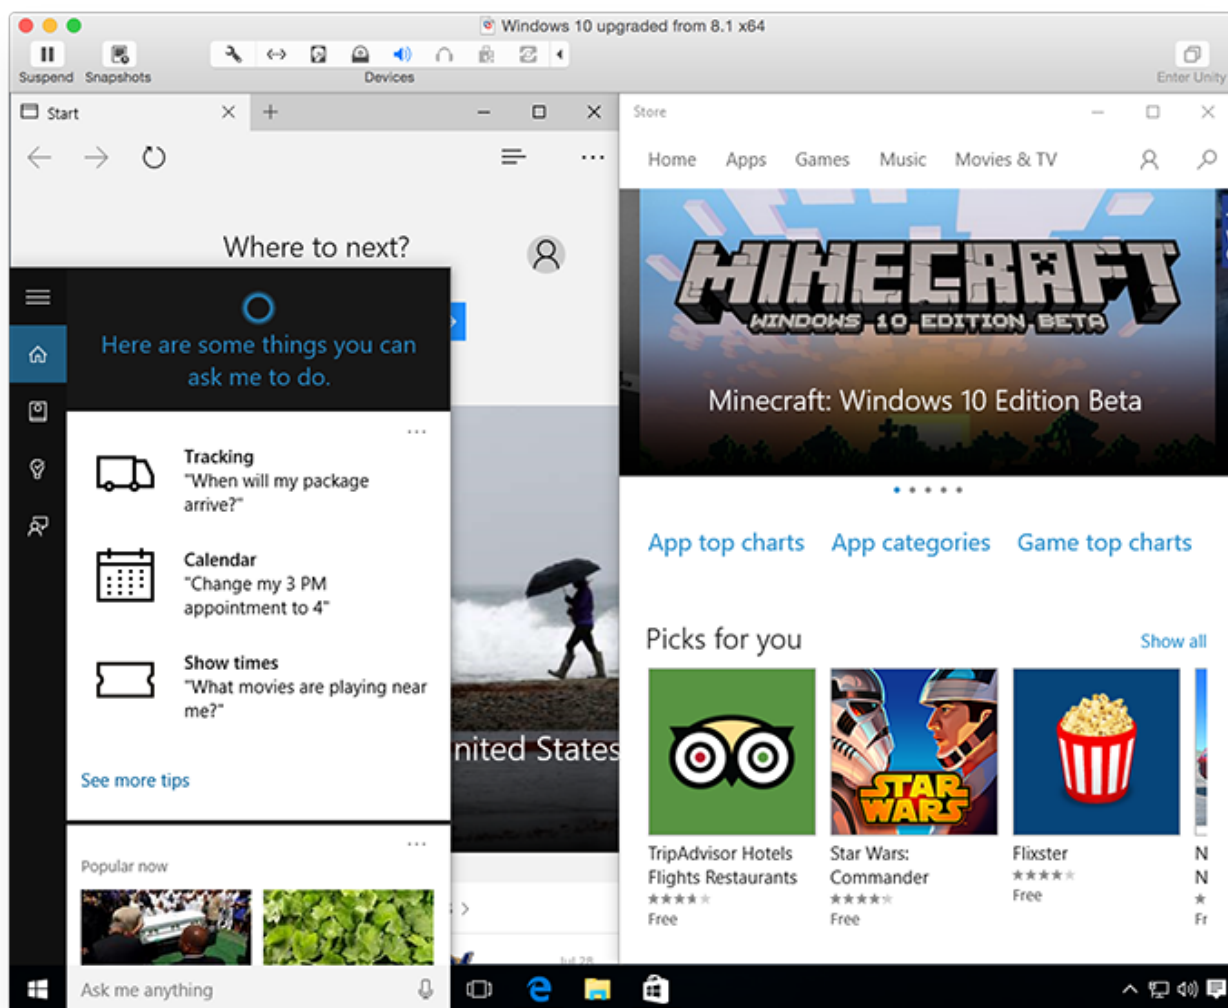 Windows 10 upgraded from 8.1 x64
Suspend
Snapshots
Devices
Enter Unity
Start
Where to next?
Here are some things you can
ask me to do.
Tracking
"When will my package
arrive?"
Calendar
"Change my 3 PM
appointment to 4"
Show times
"What movies are playing near
me?"
See more tips
Popular now
Ask me anything
nited States
Jul 28
Store
Home Apps Games Music Movies & TV
MINECRAFT
WINDOWS 10 EDITION BETA
Minecraft: Windows 10 Edition Beta
App top charts App categories Game top charts
Picks for you
Show all
STAR
WARS
TripAdvisor Hotels
Flights Restaurants
Free
Star Wars:
Commander
Free
Flixster
Free
N
N
Fr